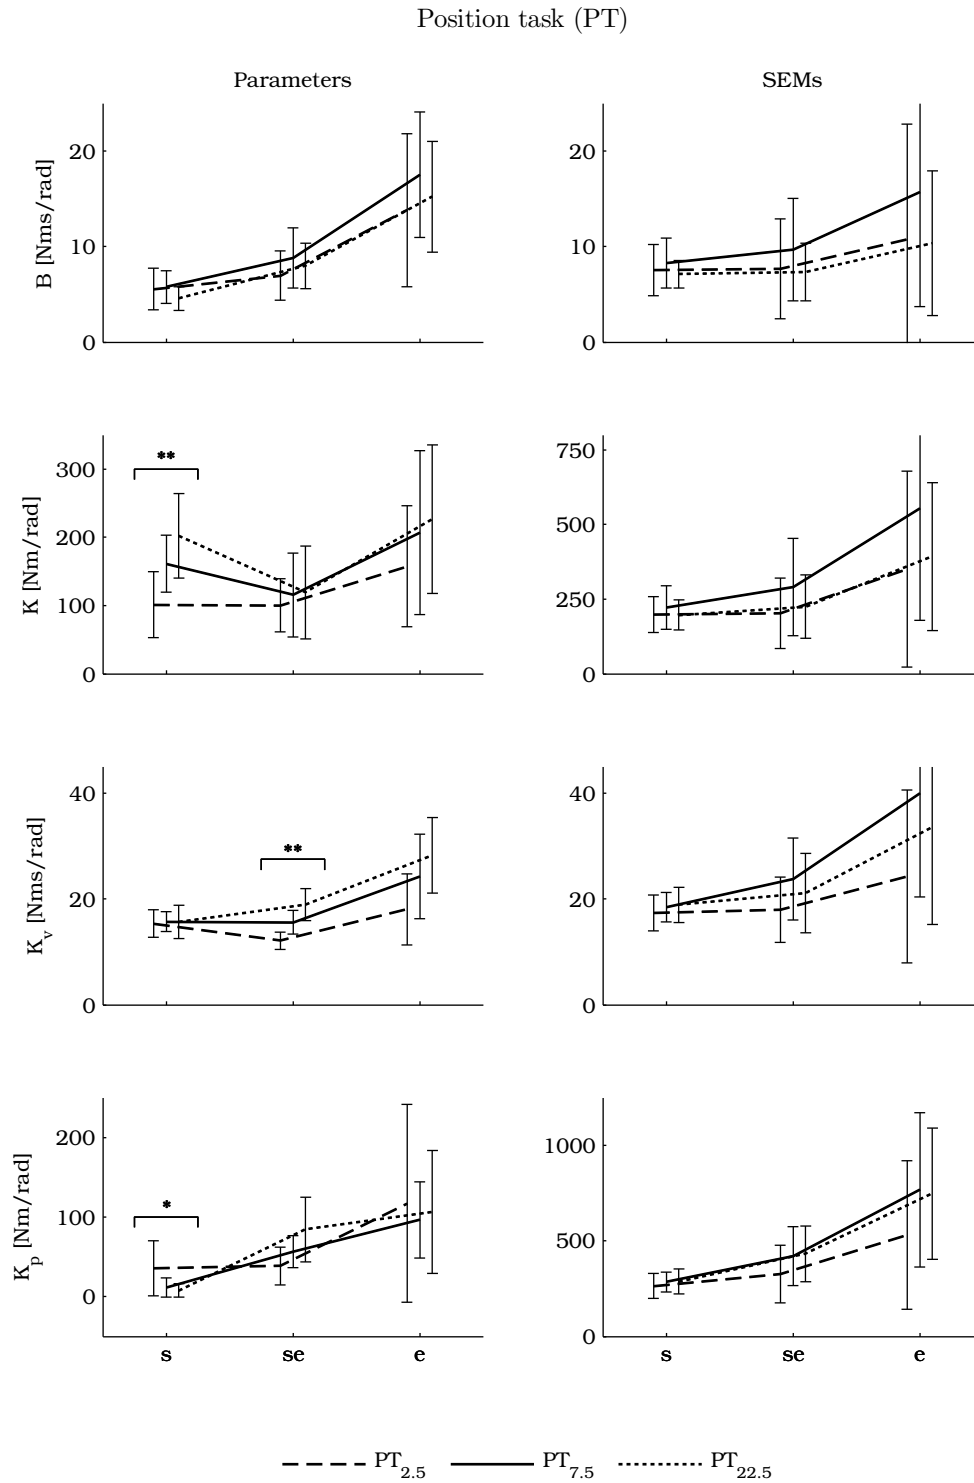 Position task (PT)
Parameters
SEMs
B [Nms/rad]
20
10
0
20
10
0
K [Nm/rad]
300
200
100
0
**
750
500
250
0
K_v [Nms/rad]
40
20
0
**
40
20
0
K_p [Nm/rad]
200
100
0
*
s se e
1000
500
0
s se e
PT_2.5 PT_7.5 PT_22.5